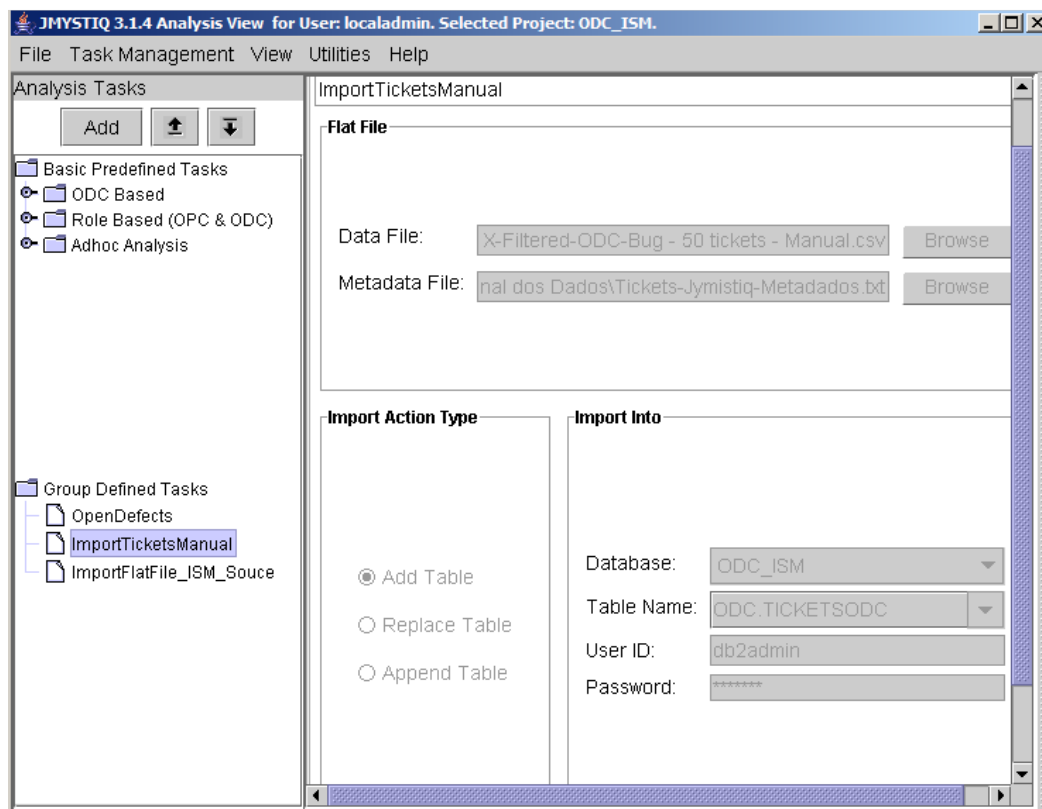 JMYSTIQ 3.1.4 Analysis View for User: localadmin. Selected Project: ODC_ISM.
File Task Management View Utilities Help
Analysis Tasks
Add
Basic Predefined Tasks
ODC Based
Role Based (OPC & ODC)
Adhoc Analysis
Group Defined Tasks
OpenDefects
ImportTicketsManual
ImportFlatFile_ISM_Souce
ImportTicketsManual
Flat File
Data File: X-Filtered-ODC-Bug - 50 tickets - Manual.csv Browse
Metadata File: nal dos Dados\Tickets-Jymistiq-Metadados.txt Browse
Import Action Type
Add Table
Replace Table
Append Table
Import Into
Database: ODC_ISM
Table Name: ODC.TICKETSODC
User ID: db2admin
Password: *******